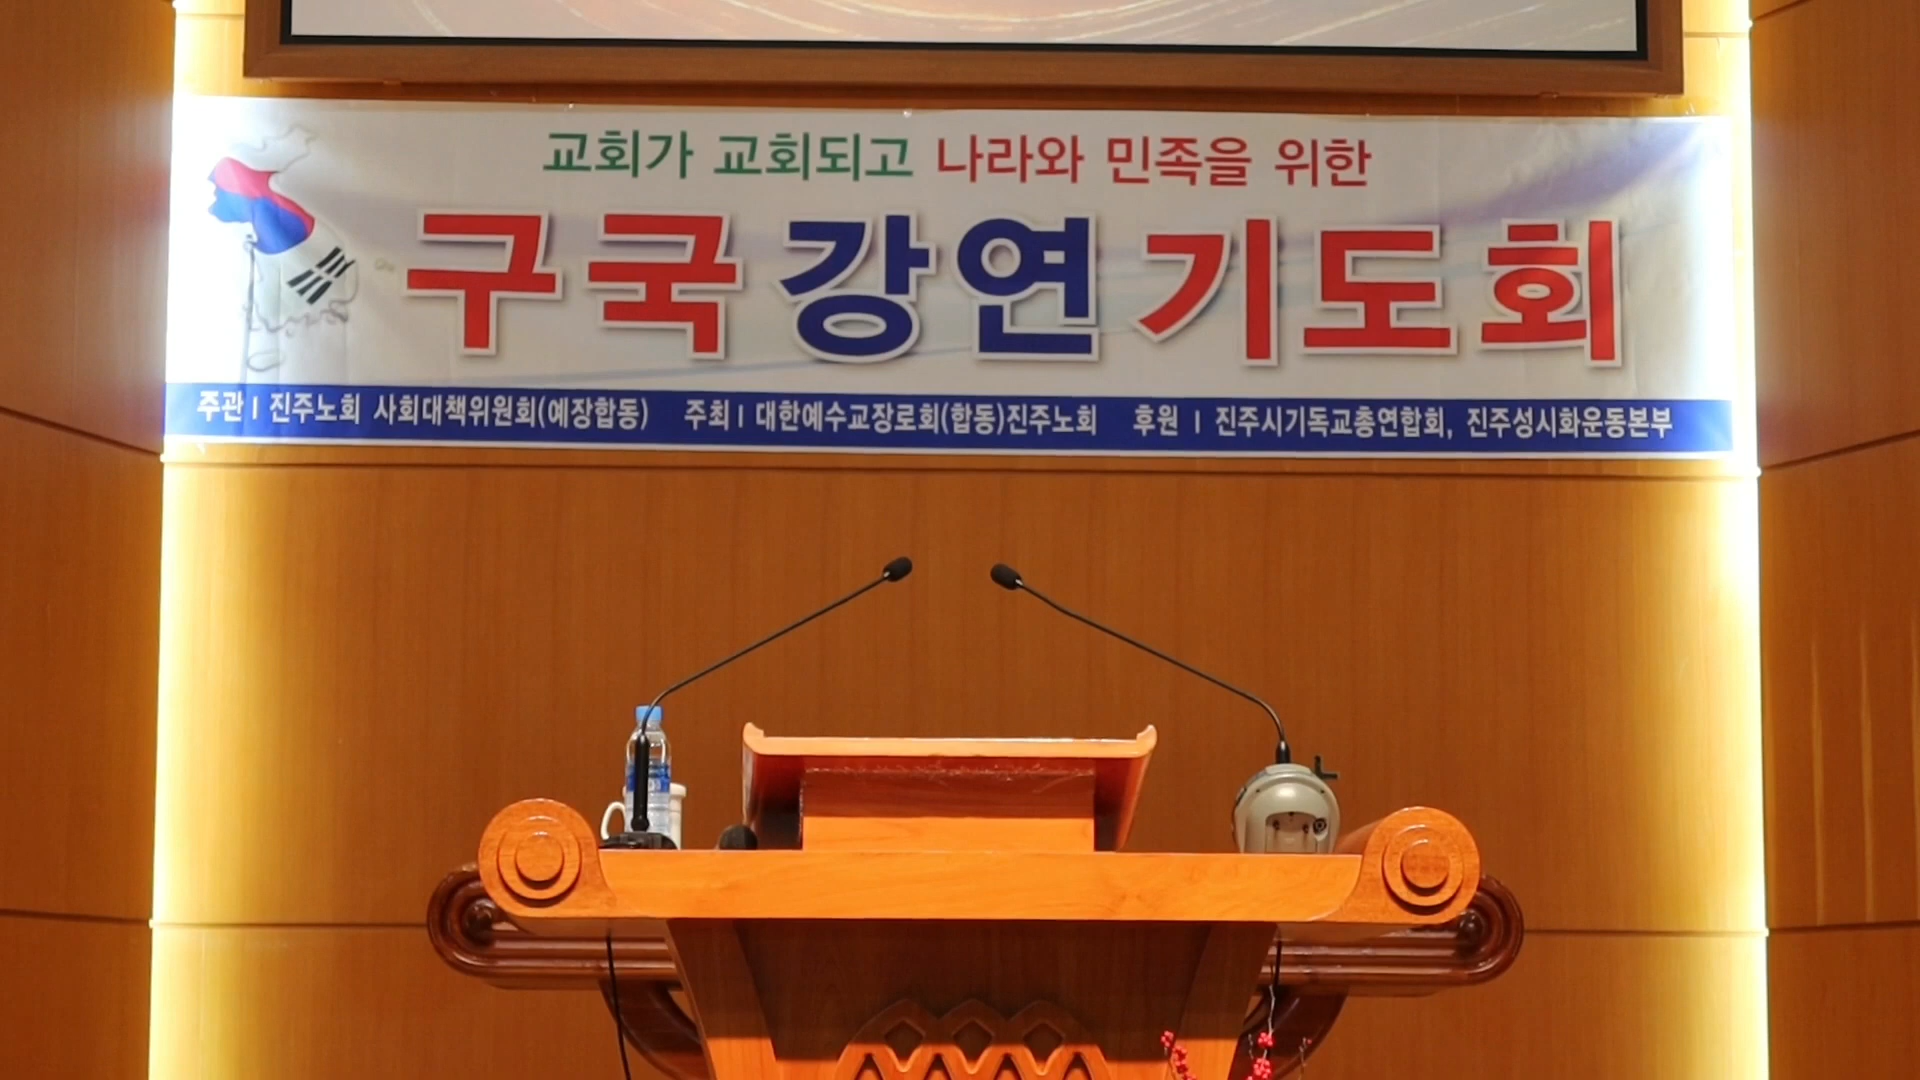 교회가 교회되고 나라와 민족을 위한
구국강연기도회
주관 | 진주노회 사회대책위원회(예장합동) 주최 | 대한예수교장로회(합동)진주노회 후원 | 진주시기독교총연합회, 진주성시화운동본부